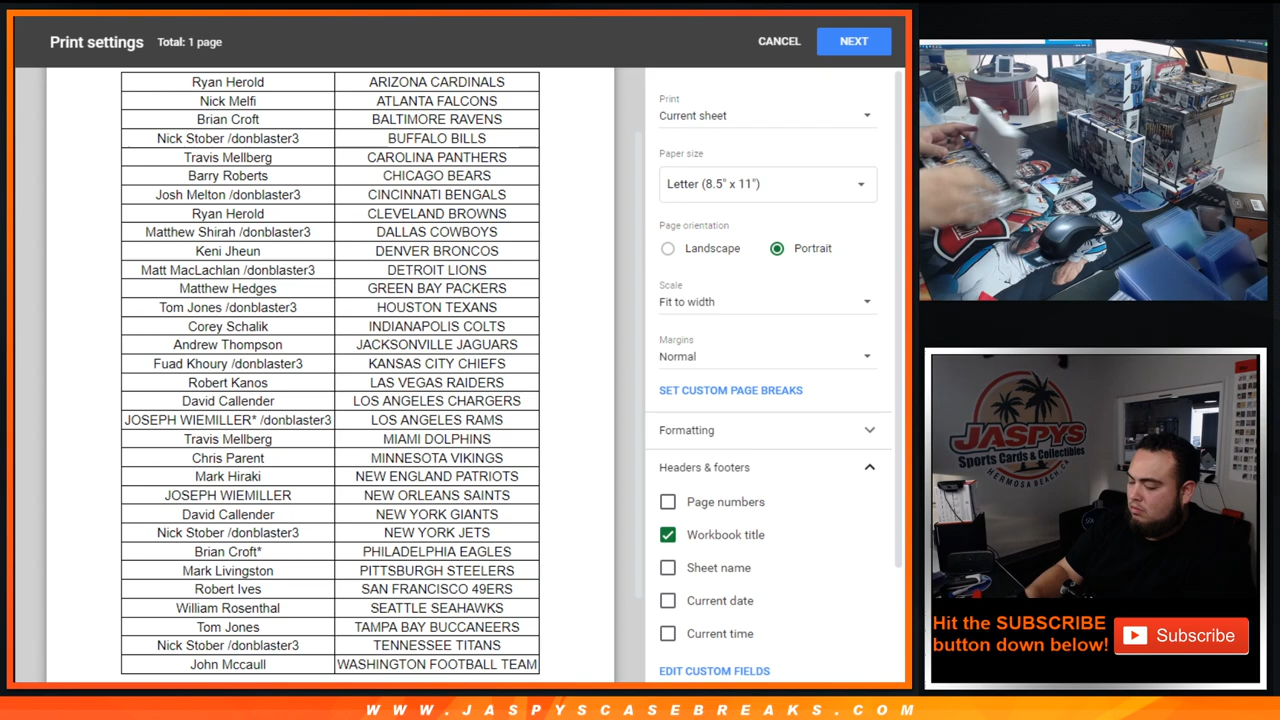 Print settings Total: 1 page
CANCEL NEXT
Ryan Herold ARIZONA CARDINALS
Nick Melfi ATLANTA FALCONS
Brian Croft BALTIMORE RAVENS
Nick Stober /donblaster3 BUFFALO BILLS
Travis Mellberg CAROLINA PANTHERS
Barry Roberts CHICAGO BEARS
Josh Melton /donblaster3 CINCINNATI BENGALS
Ryan Herold CLEVELAND BROWNS
Matthew Shirah /donblaster3 DALLAS COWBOYS
Keni Jheun DENVER BRONCOS
Matt MacLachlan /donblaster3 DETROIT LIONS
Matthew Hedges GREEN BAY PACKERS
Tom Jones /donblaster3 HOUSTON TEXANS
Corey Schalik INDIANAPOLIS COLTS
Andrew Thompson JACKSONVILLE JAGUARS
Fuad Khoury /donblaster3 KANSAS CITY CHIEFS
Robert Kanos LAS VEGAS RAIDERS
David Callender LOS ANGELES CHARGERS
JOSEPH WIEMILLER* /donblaster3 LOS ANGELES RAMS
Travis Mellberg MIAMI DOLPHINS
Chris Parent MINNESOTA VIKINGS
Mark Hiraki NEW ENGLAND PATRIOTS
JOSEPH WIEMILLER NEW ORLEANS SAINTS
David Callender NEW YORK GIANTS
Nick Stober /donblaster3 NEW YORK JETS
Brian Croft* PHILADELPHIA EAGLES
Mark Livingston PITTSBURGH STEELERS
Robert Ives SAN FRANCISCO 49ERS
William Rosenthal SEATTLE SEAHAWKS
Tom Jones TAMPA BAY BUCCANEERS
Nick Stober /donblaster3 TENNESSEE TITANS
John Mccaull WASHINGTON FOOTBALL TEAM
Print
Current sheet
Paper size
Letter (8.5" x 11")
Page orientation
Landscape Portrait
Scale
Fit to width
Margins
Normal
SET CUSTOM PAGE BREAKS
Formatting
Headers & footers
Page numbers
Workbook title
Sheet name
Current date
Current time
EDIT CUSTOM FIELDS
JASPYS
Sports Cards & Collectibles
HERMOSA BEACH, CA
Hit the SUBSCRIBE
button down below!
Subscribe
WWW.JASPYSCASEBREAKS.COM